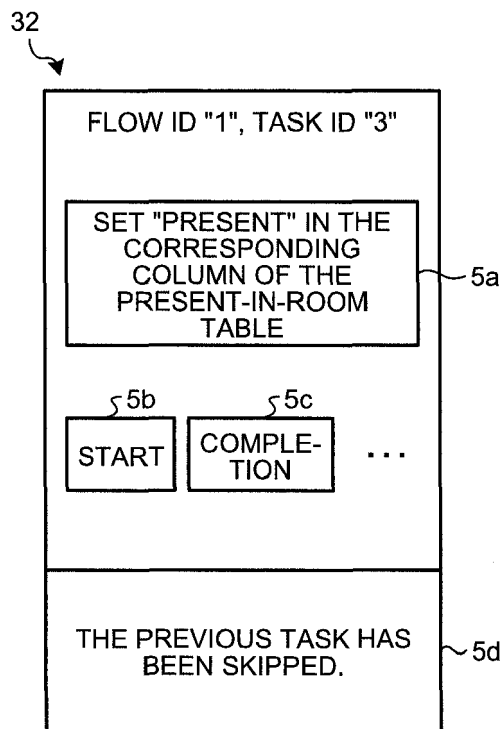 32
FLOW ID "1", TASK ID "3"
SET "PRESENT" IN THE
CORRESPONDING
COLUMN OF THE
PRESENT-IN-ROOM
TABLE
5a
5b
5c
START
COMPLE-
TION
...
THE PREVIOUS TASK HAS
BEEN SKIPPED.
5d